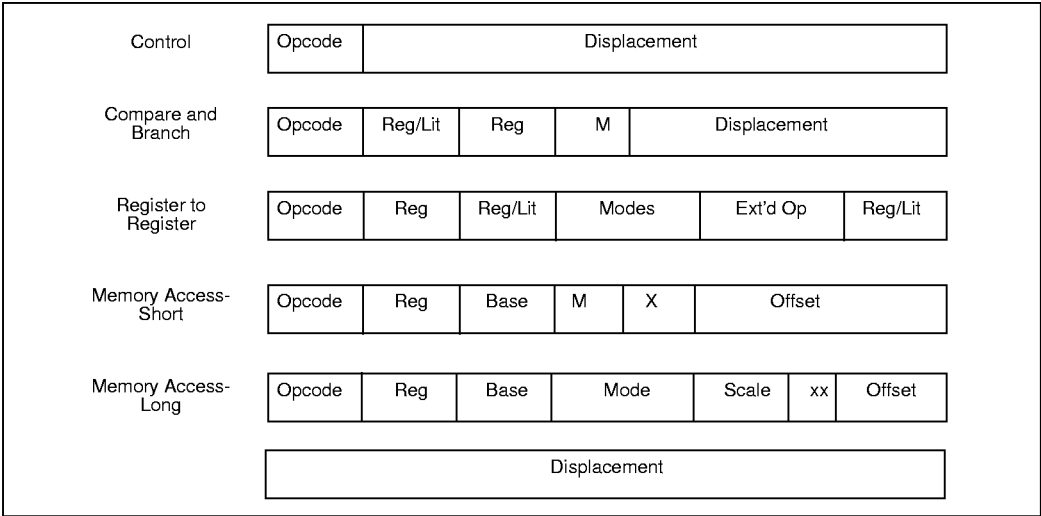 Control
Opcode Displacement
Compare and
Branch
Opcode Reg/Lit Reg M Displacement
Register to
Register
Opcode Reg Reg/Lit Modes Ext'd Op Reg/Lit
Memory Access-
Short
Opcode Reg Base M X Offset
Memory Access-
Long
Opcode Reg Base Mode Scale xx Offset
Displacement